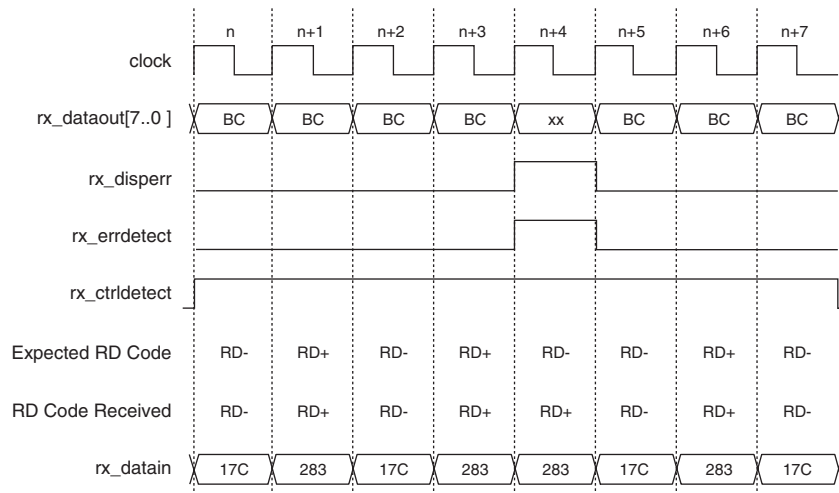 n n+1 n+2 n+3 n+4 n+5 n+6 n+7
clock
rx_dataout[7..0 ] BC BC BC BC xx BC BC BC
rx_disperr
rx_errdetect
rx_ctrldetect
Expected RD Code RD- RD+ RD- RD+ RD- RD- RD+ RD-
RD Code Received RD- RD+ RD- RD+ RD+ RD- RD+ RD-
rx_datain 17C 283 17C 283 283 17C 283 17C